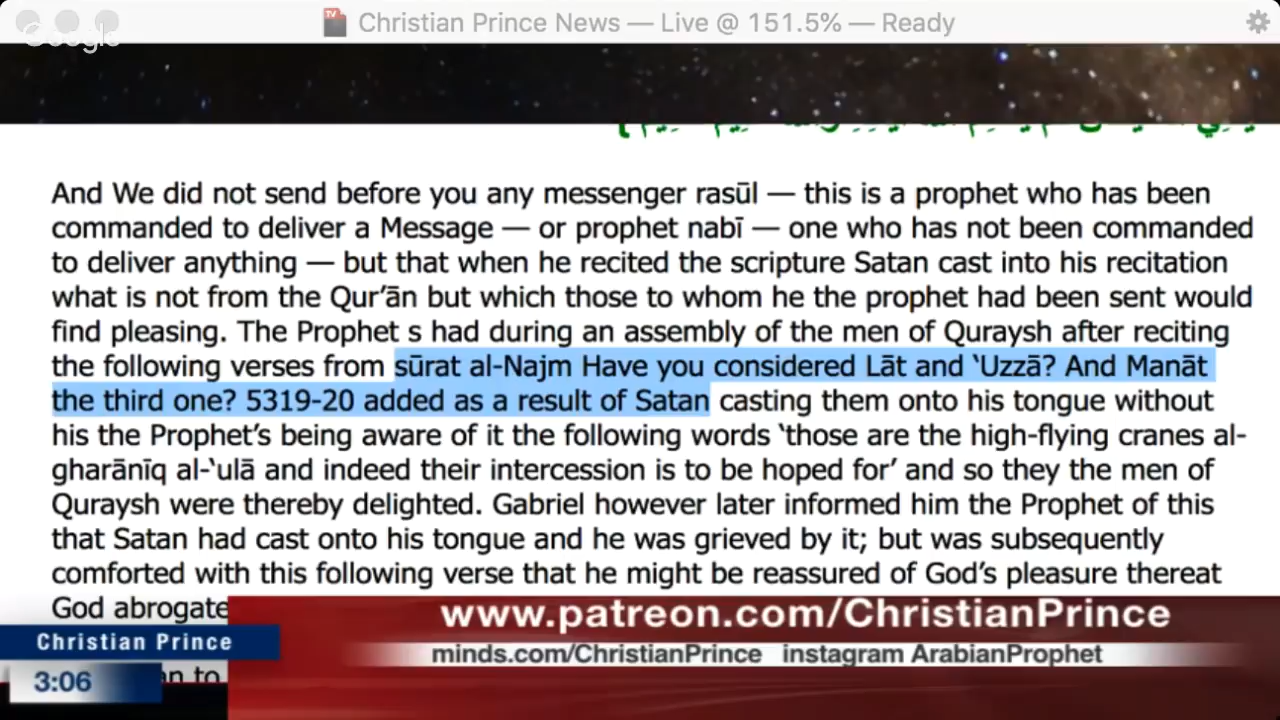 Christian Prince News — Live @ 151.5% — Ready
TV
Google
And We did not send before you any messenger rasūl — this is a prophet who has been
commanded to deliver a Message — or prophet nabī — one who has not been commanded
to deliver anything — but that when he recited the scripture Satan cast into his recitation
what is not from the Qur’ān but which those to whom he the prophet had been sent would
find pleasing. The Prophet s had during an assembly of the men of Quraysh after reciting
the following verses from sūrat al-Najm Have you considered Lāt and ‘Uzzā? And Manāt
the third one? 5319-20 added as a result of Satan casting them onto his tongue without
his the Prophet’s being aware of it the following words ‘those are the high-flying cranes al-
gharānīq al-‘ulā and indeed their intercession is to be hoped for’ and so they the men of
Quraysh were thereby delighted. Gabriel however later informed him the Prophet of this
that Satan had cast onto his tongue and he was grieved by it; but was subsequently
comforted with this following verse that he might be reassured of God’s pleasure thereat
God abrogate
www.patreon.com/ChristianPrince
Christian Prince
minds.com/ChristianPrince instagram ArabianProphet
3:06
to